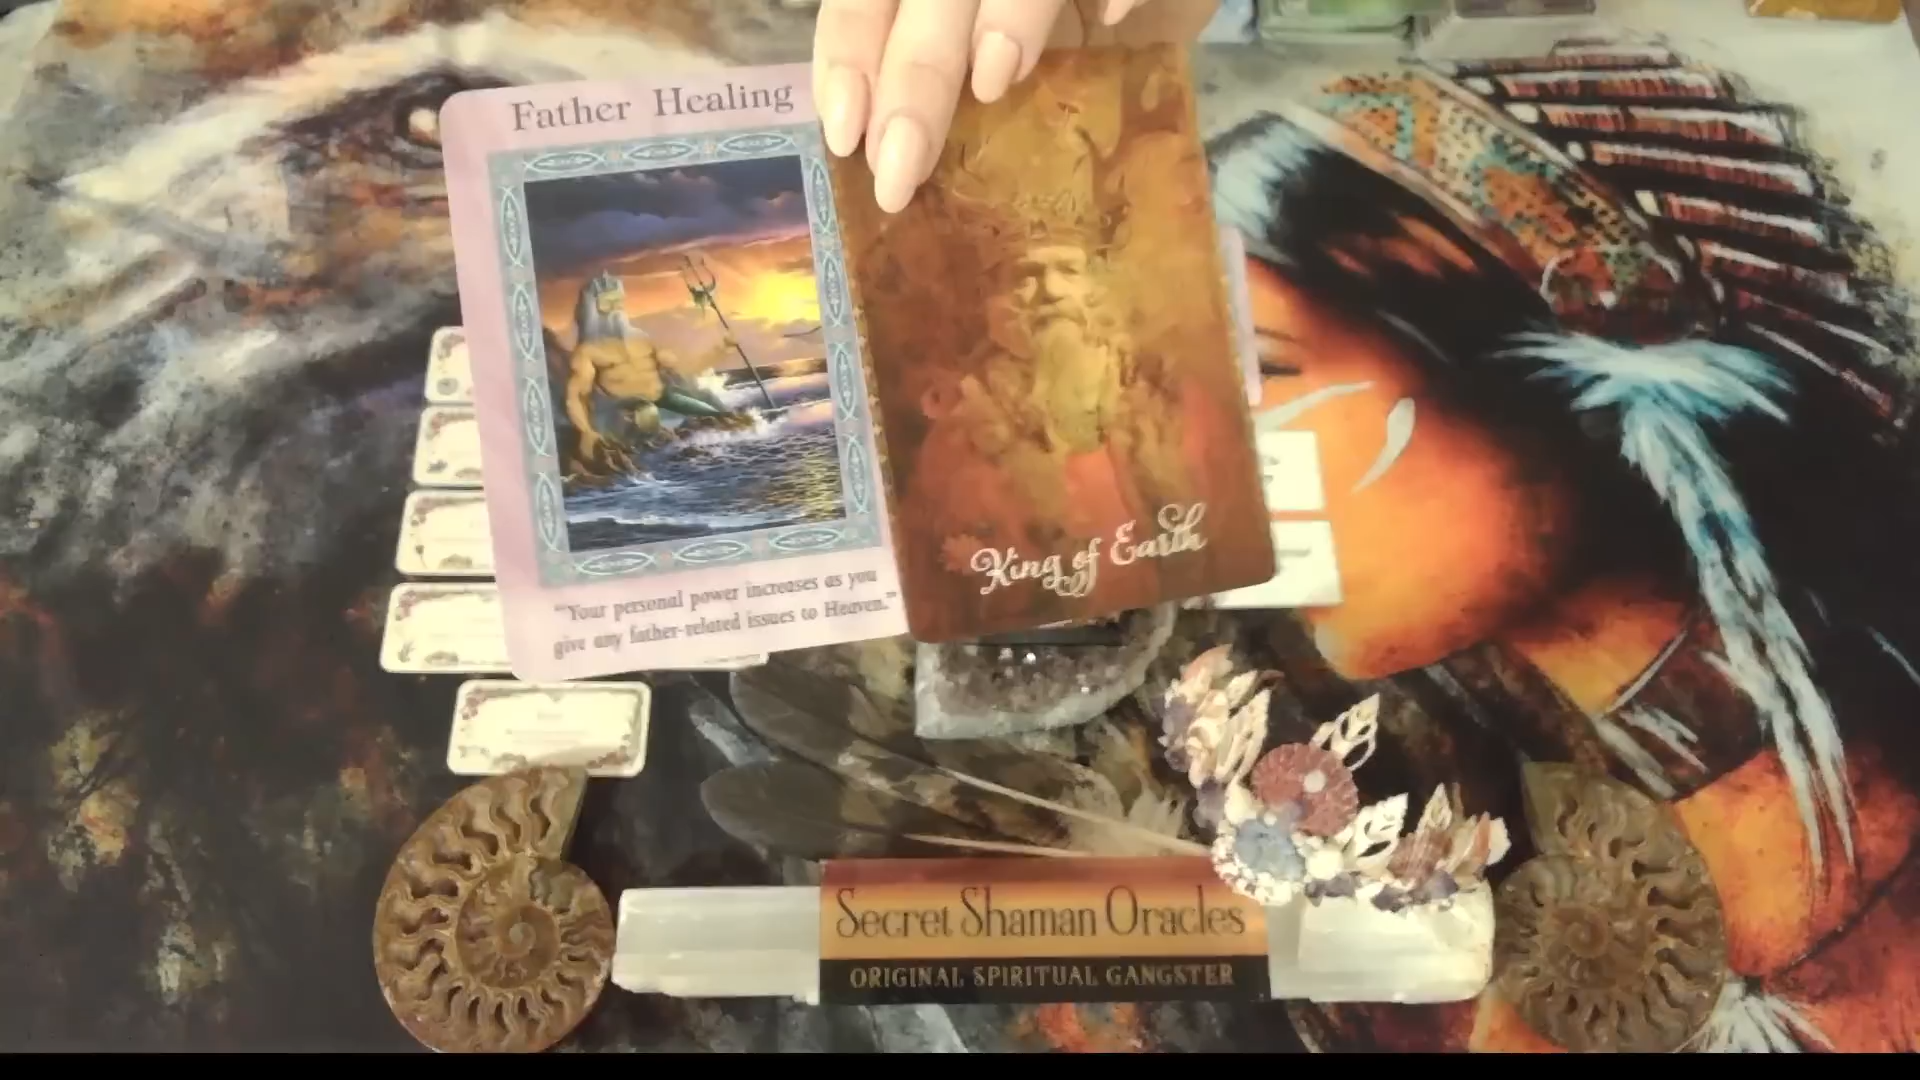 Father Healing
"Your personal power increases as you
give any father-related issues to Heaven."
King of Earth
Secret Shaman Oracles
ORIGINAL SPIRITUAL GANGSTER